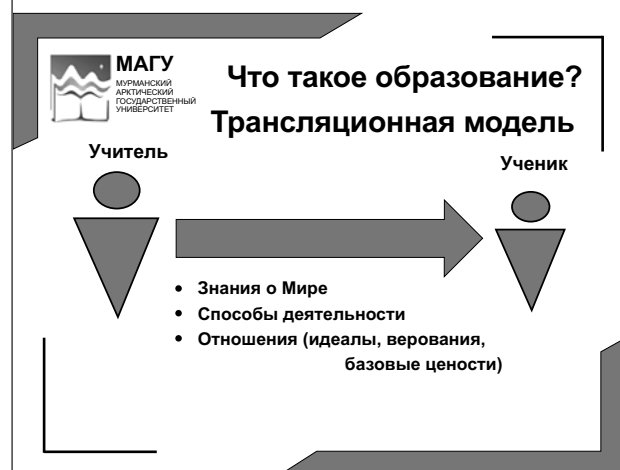 МАГУ
МУРМАНСКИЙ
АРКТИЧЕСКИЙ
ГОСУДАРСТВЕННЫЙ
УНИВЕРСИТЕТ
Что такое образование?
Трансляционная модель
Учитель
Ученик
• Знания о Мире
• Способы деятельности
• Отношения (идеалы, верования,
базовые цености)